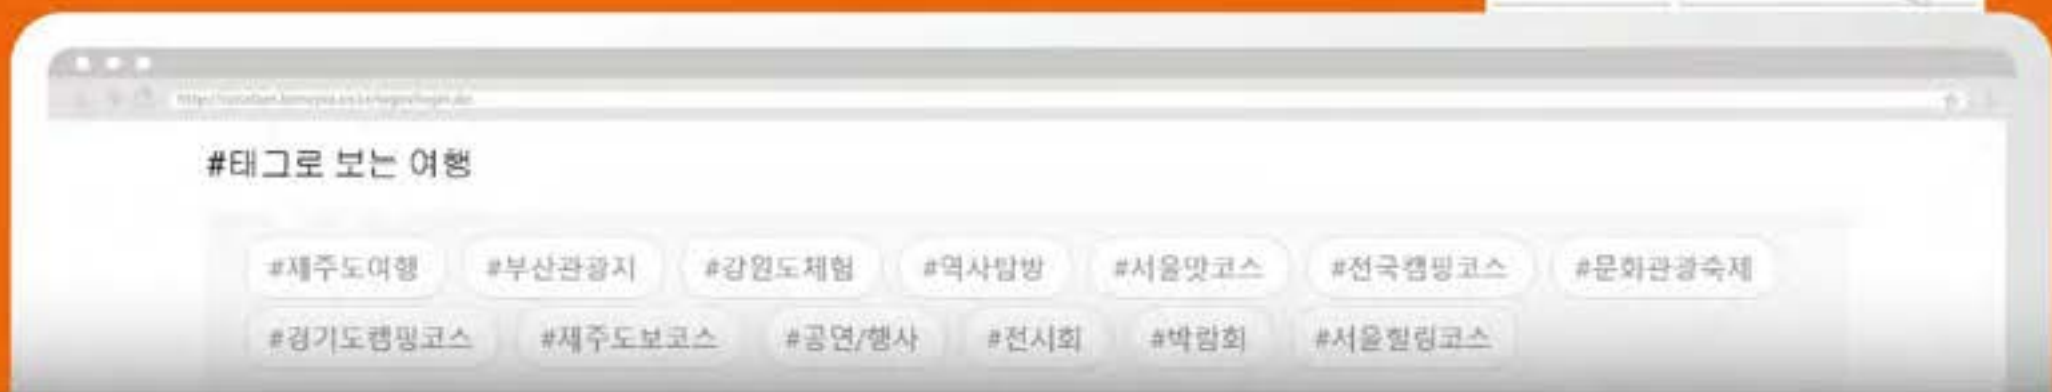 #태그로 보는 여행
#제주도여행 #부산관광지 #강원도체험 #역사탐방 #서울맛코스 #전국캠핑코스 #문화관광축제
#경기도캠핑코스 #제주도보코스 #공연/행사 #전시회 #박람회 #서울힐링코스